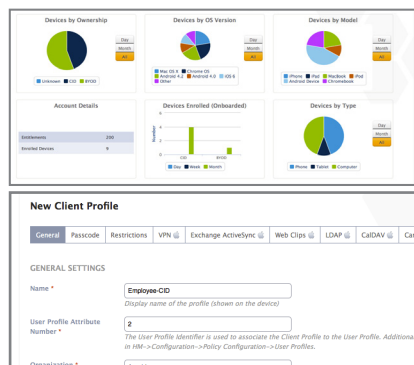 Devices by Ownership
Day
Month
All
Unknown CID BYOD
Devices by OS Version
Day
Month
All
Mac OS X Chrome OS
Android 4.2 Android 4.0 iOS 6
Other
Devices by Model
Day
Month
All
iPhone iPad MacBook iPod
Android Device Chromebook
Account Details
Entitlements 200
Enrolled Devices 5
Devices Enrolled (Onboarded)
Number
6
4
2
0
CID BYOD
Day Week Month
Devices by Type
Day
Month
All
Phone Tablet Computer
New Client Profile
General Passcode Restrictions VPN Exchange ActiveSync Web Clips LDAP CalDAV Car
GENERAL SETTINGS
Name * Employee-CID
Display name of the profile (shown on the device)
User Profile Attribute
Number * 2
The User Profile Identifier is used to associate the Client Profile to the User Profile. Additional
in HM->Configuration->Policy Configuration->User Profiles.